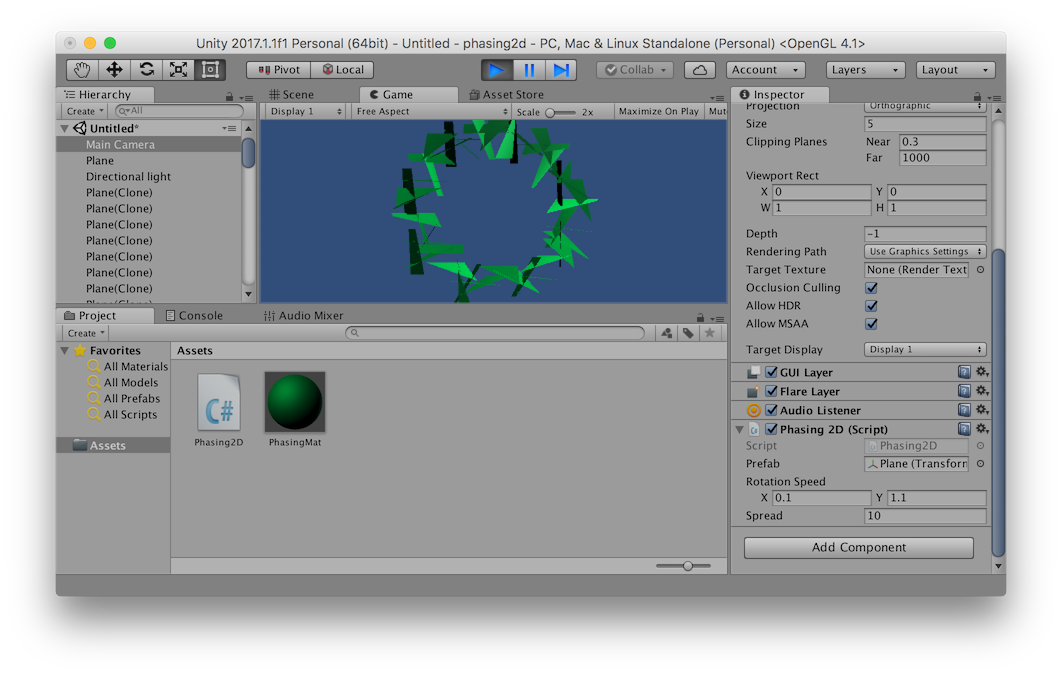 Unity 2017.1.1f1 Personal (64bit) - Untitled - phasing2d - PC, Mac & Linux Standalone (Personal) <OpenGL 4.1>
Pivot Local Collab Account Layers Layout
Hierarchy
Create All
Untitled*
Main Camera
Plane
Directional light
Plane(Clone)
Plane(Clone)
Plane(Clone)
Plane(Clone)
Plane(Clone)
Plane(Clone)
Plane(Clone)
Plane(Clone)
Scene Game Asset Store
Display 1 Free Aspect Scale 2x Maximize On Play Mut
Project Console Audio Mixer
Create
Favorites
All Materials
All Models
All Prefabs
All Scripts
Assets
Assets
C#
Phasing2D PhasingMat
Inspector
Projection Orthographic
Size 5
Clipping Planes Near 0.3
Far 1000
Viewport Rect
X 0 Y 0
W 1 H 1
Depth -1
Rendering Path Use Graphics Settings
Target Texture None (Render Text
Occlusion Culling
Allow HDR
Allow MSAA
Target Display Display 1
GUI Layer
Flare Layer
Audio Listener
Phasing 2D (Script)
Script Phasing2D
Prefab Plane (Transforn
Rotation Speed
X 0.1 Y 1.1
Spread 10
Add Component